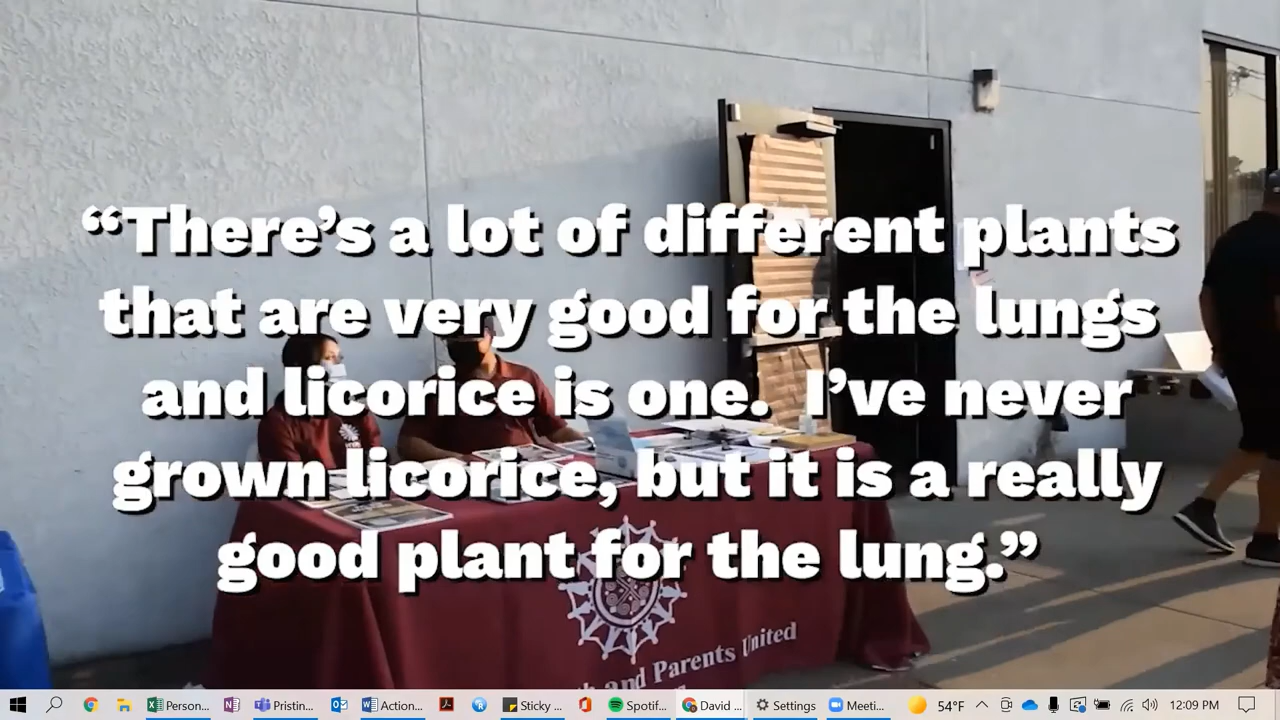 “There’s a lot of different plants
that are very good for the lungs
and licorice is one.  I’ve never
grown licorice, but it is a really
good plant for the lung.”
and Parents United
Person...
Pristin...
Action...
Sticky ...
Spotif...
David ...
Settings
Meeti...
54°F
12:09 PM